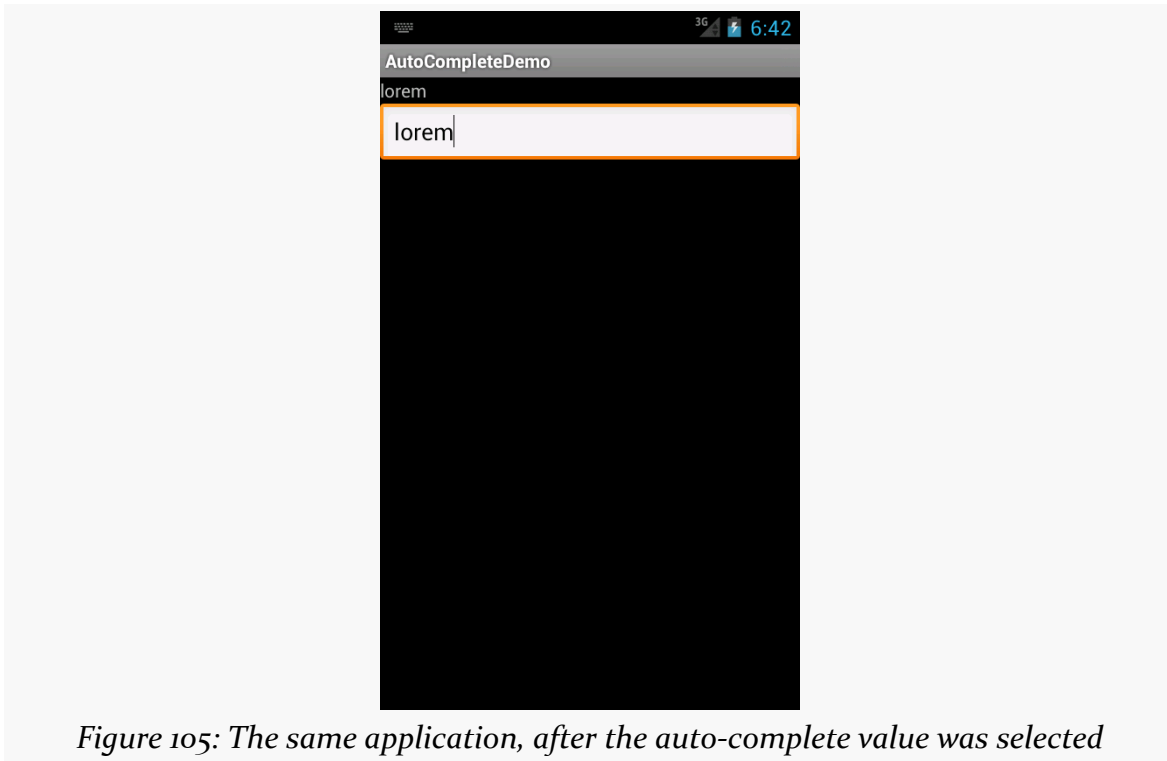 3G 6:42
AutoCompleteDemo
lorem
lorem
Figure 105: The same application, after the auto-complete value was selected